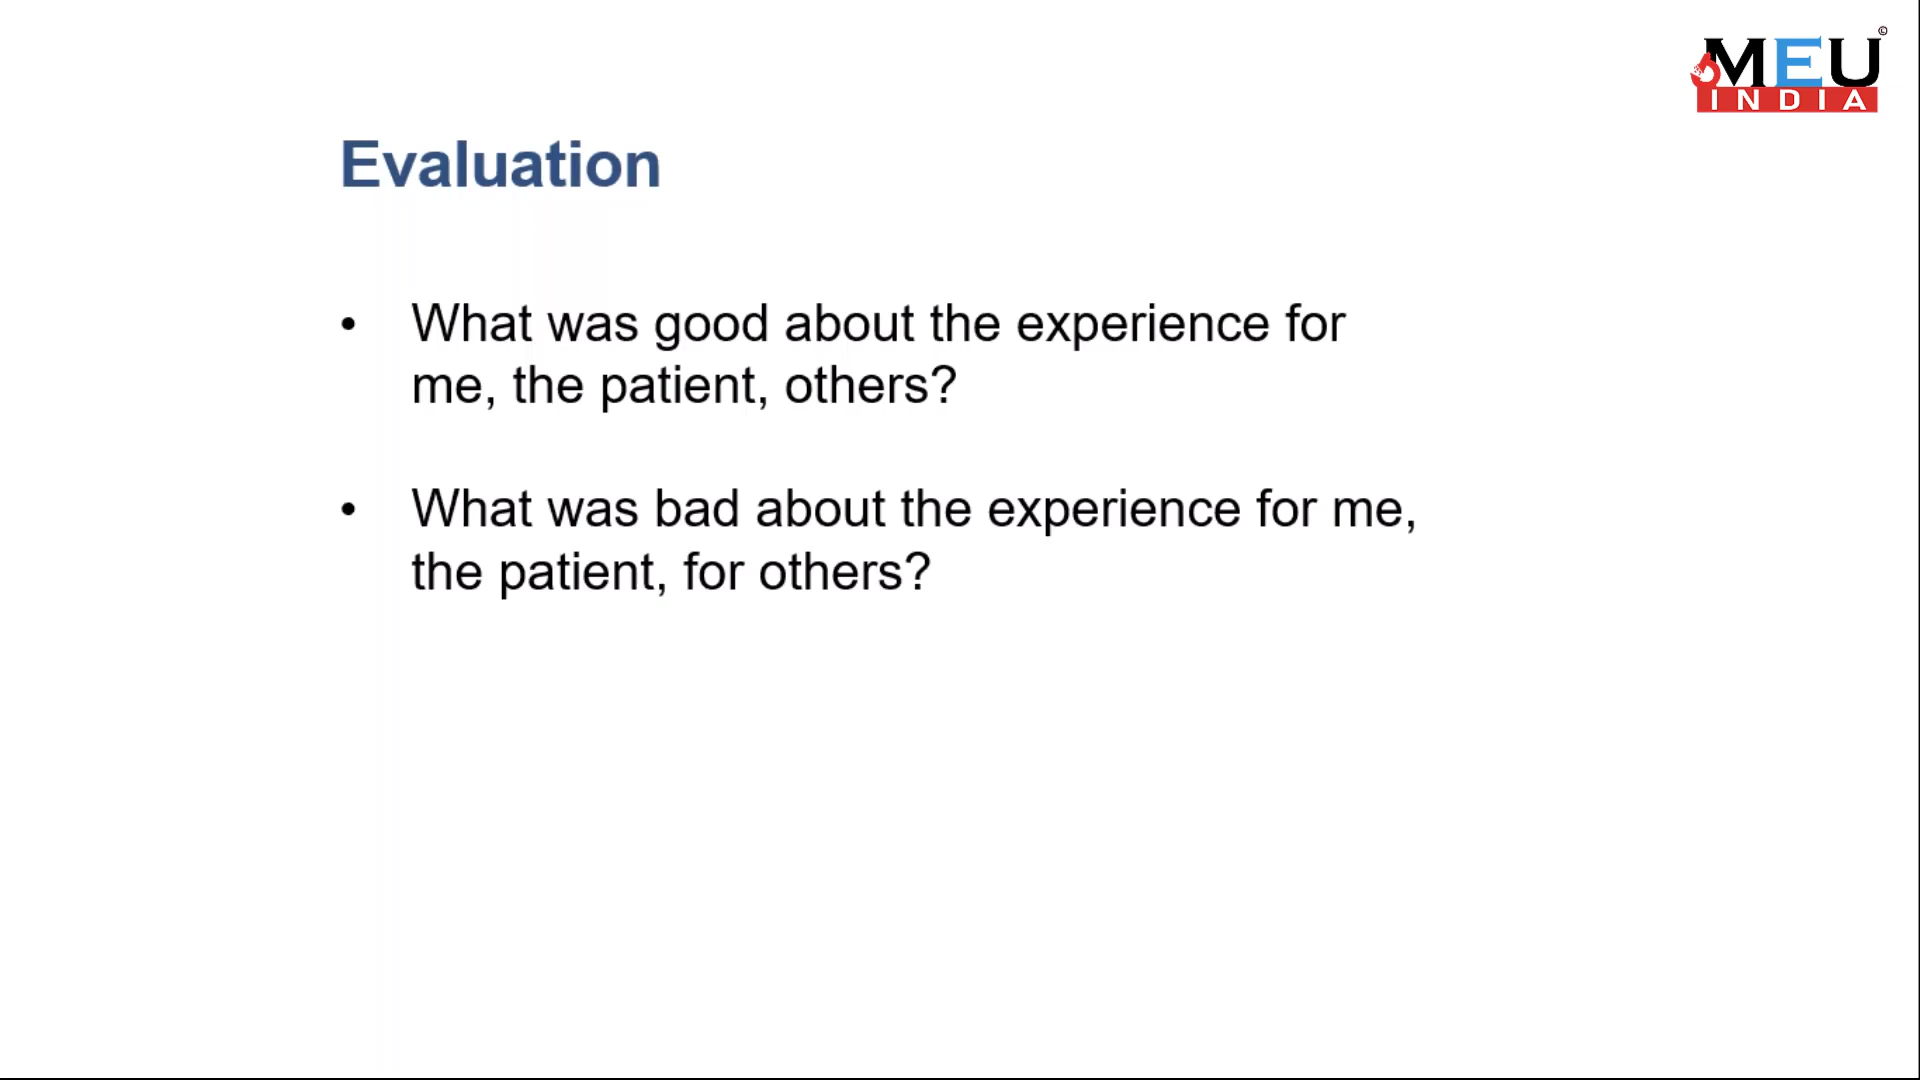 MEU
©
INDIA
Evaluation
• What was good about the experience for
me, the patient, others?
• What was bad about the experience for me,
the patient, for others?